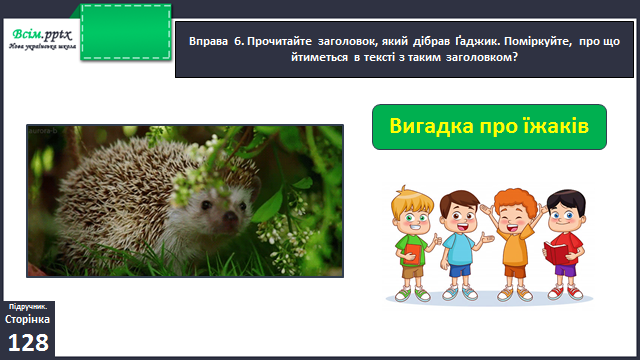 Всім.pptx
Нова українська школа
Вправа 6. Прочитайте заголовок, який дібрав Ґаджик. Поміркуйте, про що
йтиметься в тексті з таким заголовком?
Вигадка про їжаків
Підручник.
Сторінка
128